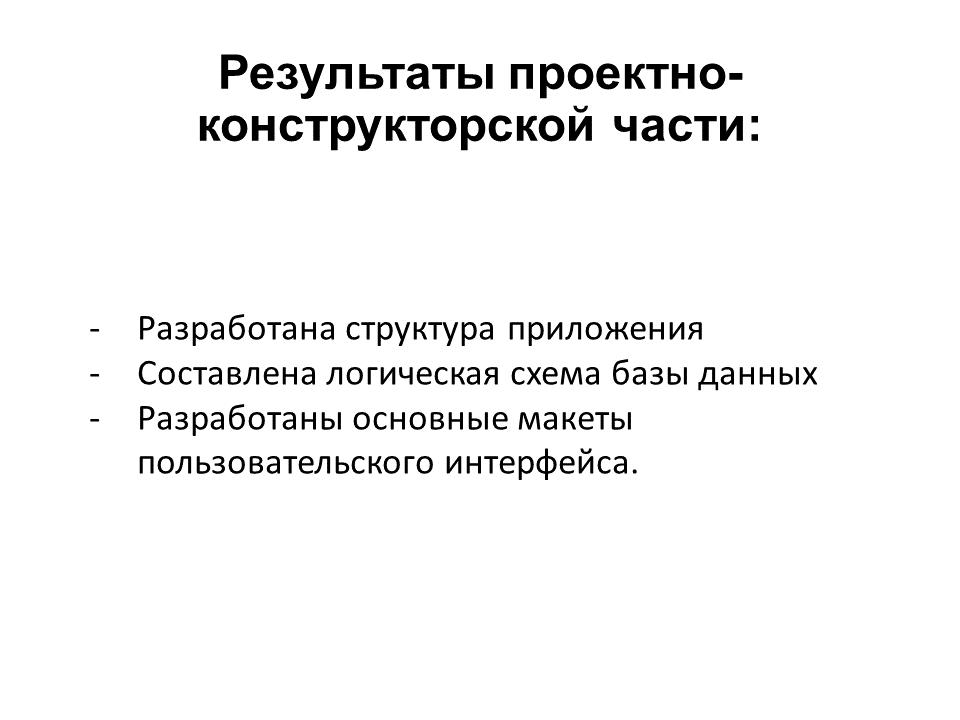 Результаты проектно-
конструкторской части:
- Разработана структура приложения
- Составлена логическая схема базы данных
- Разработаны основные макеты
пользовательского интерфейса.